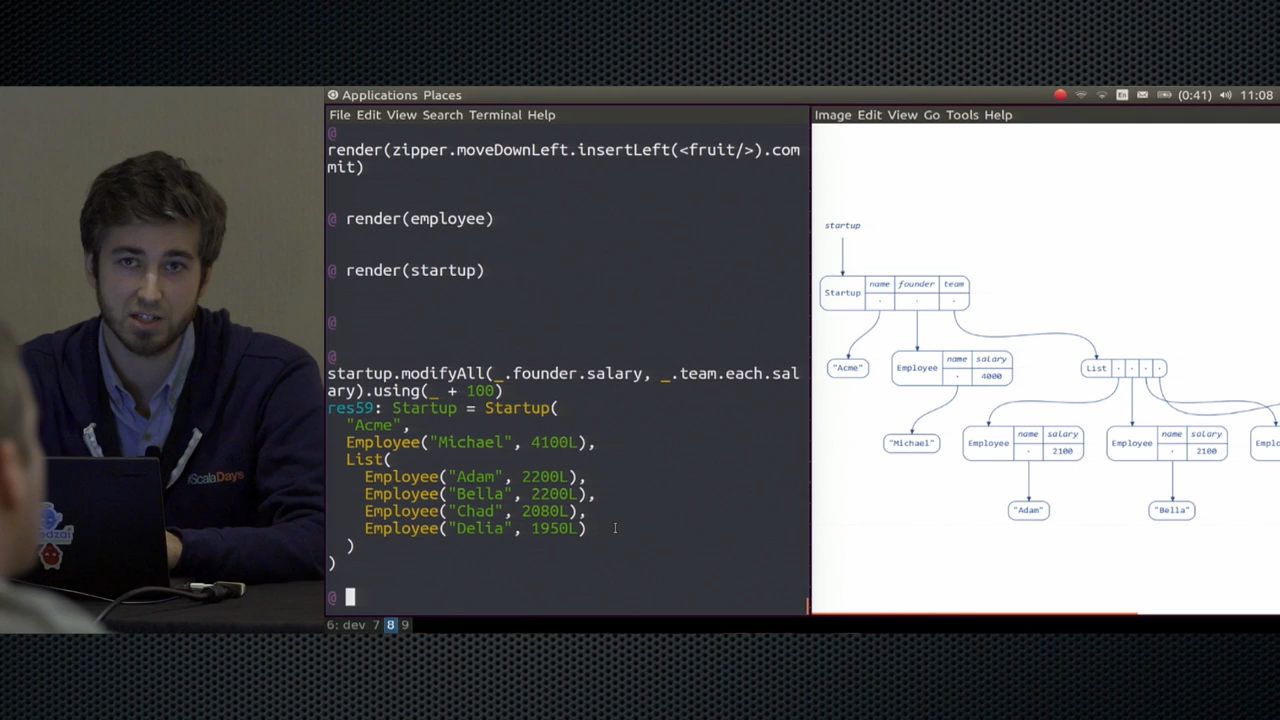 Applications Places
(0:41)
11:08
File Edit View Search Terminal Help
Image Edit View Go Tools Help
@
render(zipper.moveDownLeft.insertLeft(<fruit/>).com
mit)
@ render(employee)
@ render(startup)
@
@
startup.modifyAll(_.founder.salary, _.team.each.sal
ary).using(_ + 100)
res59: Startup = Startup(
"Acme",
Employee("Michael", 4100L),
List(
Employee("Adam", 2200L),
Employee("Bella", 2200L),
Employee("Chad", 2080L),
Employee("Delia", 1950L)
)
)
@
6: dev 7 8 9
startup
Startup name founder team
"Acme"
Employee name salary
4000
List
"Michael"
Employee name salary
2100
Employee name salary
2100
Emplo
"Adam"
"Bella"
#ScalaDays
edzai